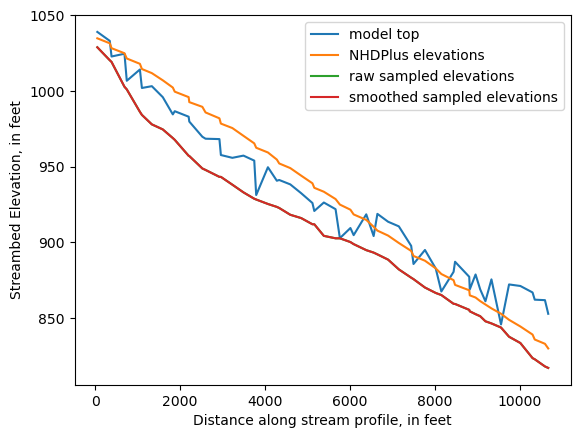 1050
1000
950
900
850
Streambed Elevation, in feet
model top
NHDPlus elevations
raw sampled elevations
smoothed sampled elevations
0
2000
4000
6000
8000
10000
Distance along stream profile, in feet